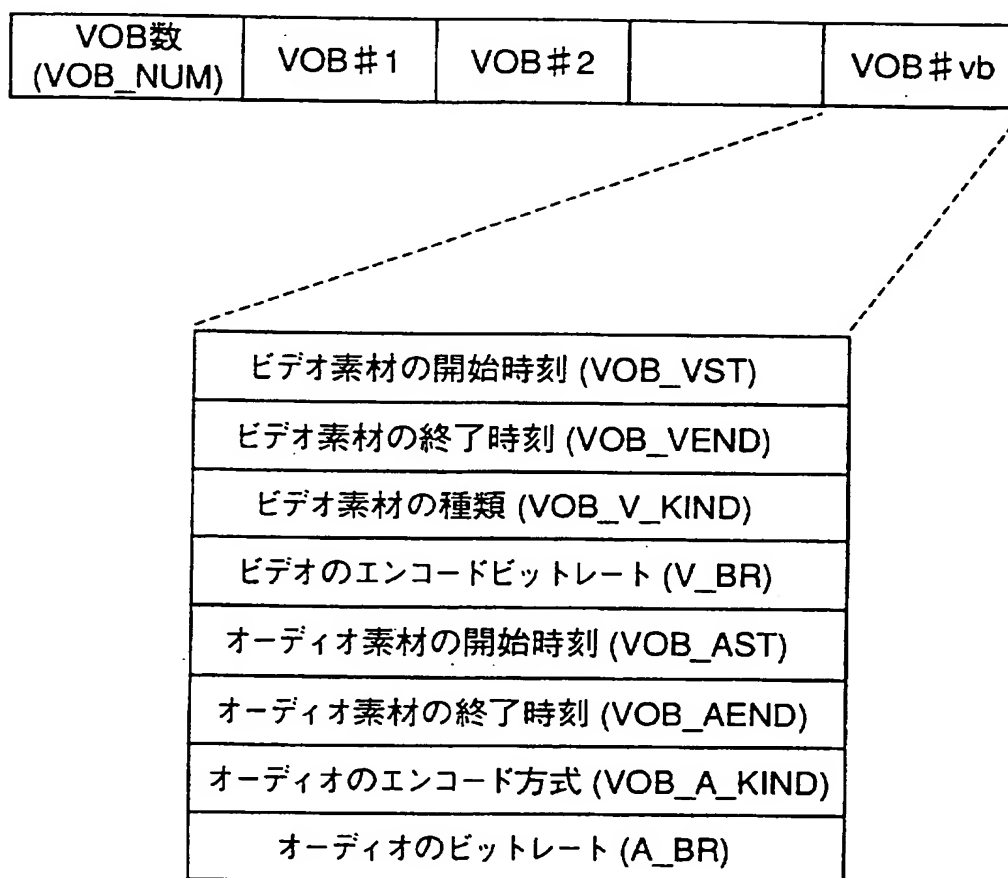 VOB数
(VOB_NUM)
VOB＃1
VOB＃2
VOB＃vb
ビデオ素材の開始時刻 (VOB_VST)
ビデオ素材の終了時刻 (VOB_VEND)
ビデオ素材の種類 (VOB_V_KIND)
ビデオのエンコードビットレート (V_BR)
オーディオ素材の開始時刻 (VOB_AST)
オーディオ素材の終了時刻 (VOB_AEND)
オーディオのエンコード方式 (VOB_A_KIND)
オーディオのビットレート (A_BR)